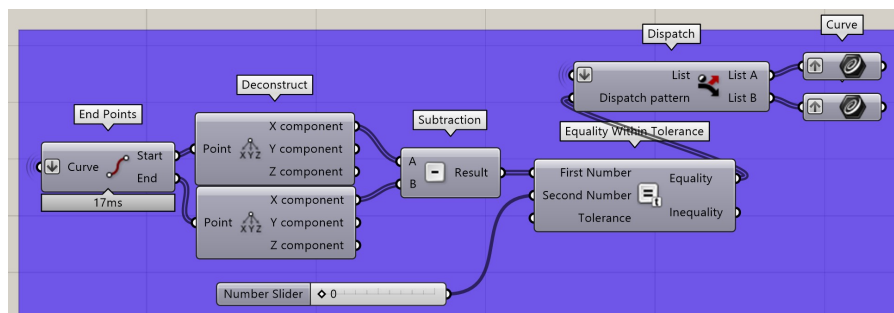 Curve
Dispatch
List
List A
Dispatch pattern
List B
Deconstruct
End Points
X component
Subtraction
Equality Within Tolerance
Point
Y component
Start
Curve
Z component
A
First Number
Equality
End
Result
B
Second Number
17ms
X component
Inequality
Point
Y component
Tolerance
Z component
Number Slider
0